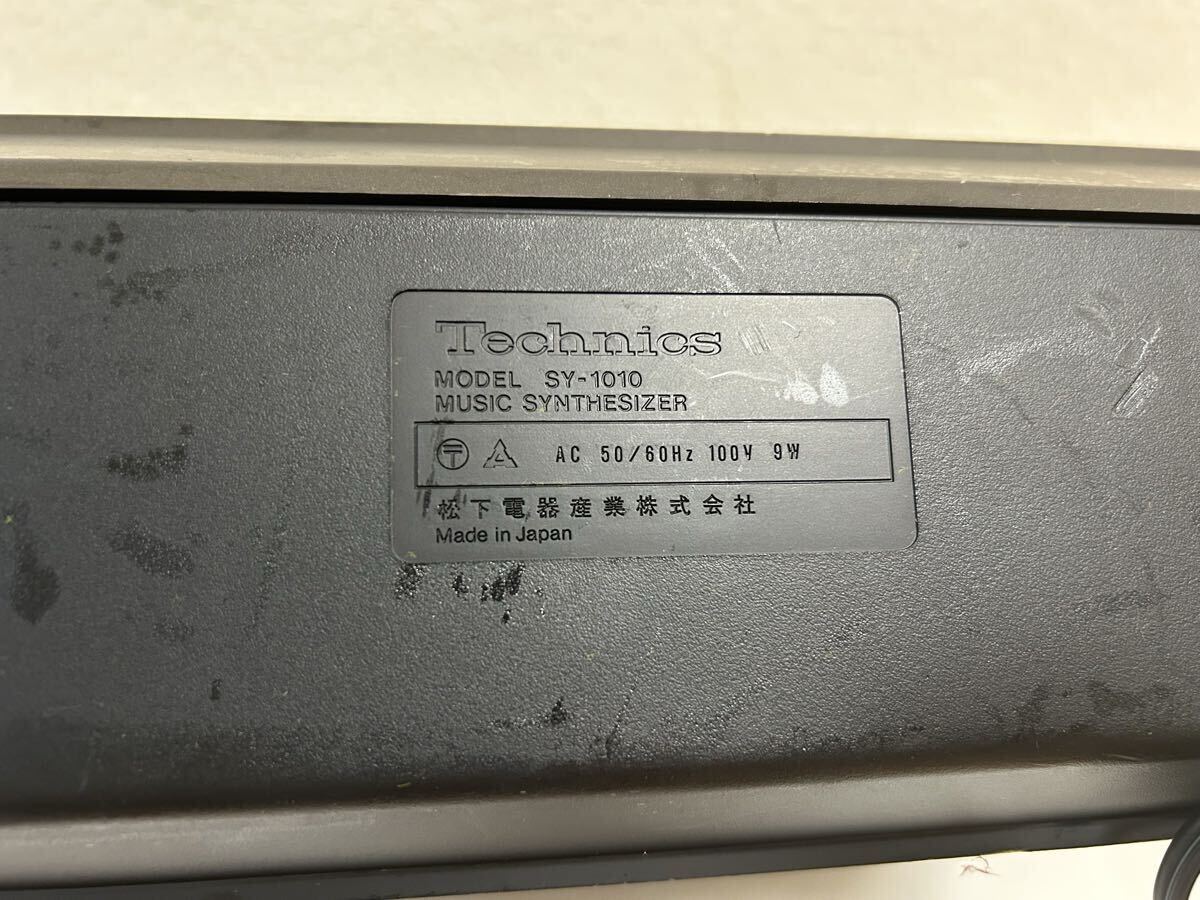 Technics
MODEL SY-1010
MUSIC SYNTHESIZER
〒 A AC 50/60Hz 100V 9W
松下電器産業株式会社
Made in Japan